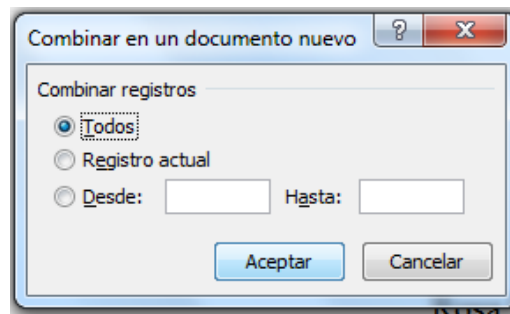 Combinar en un documento nuevo
Combinar registros
Todos
Registro actual
Desde: Hasta:
Aceptar Cancelar